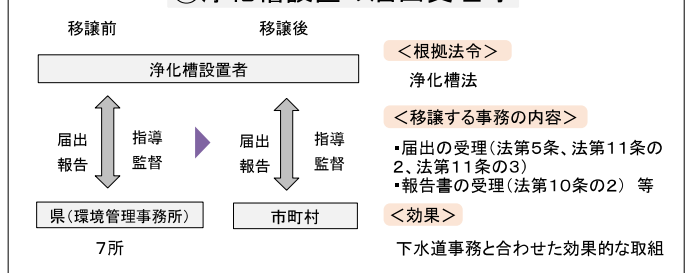 移譲前
移譲後
浄化槽設置者
届出
報告
指導
監督
届出
報告
指導
監督
県(環境管理事務所)
市町村
7所
<根拠法令>
浄化槽法
<移譲する事務の内容>
・届出の受理(法第5条、法第11条の
2、法第11条の3)
・報告書の受理(法第10条の2) 等
<効果>
下水道事務と合わせた効果的な取組